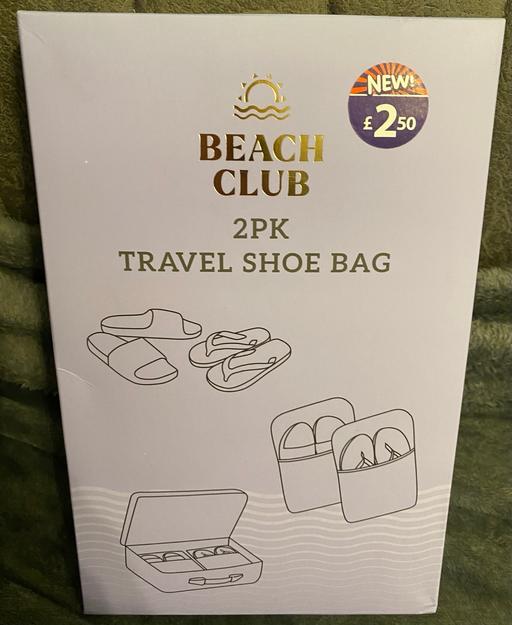 NEW!
£2 50
BEACH
CLUB
2PK
TRAVEL SHOE BAG